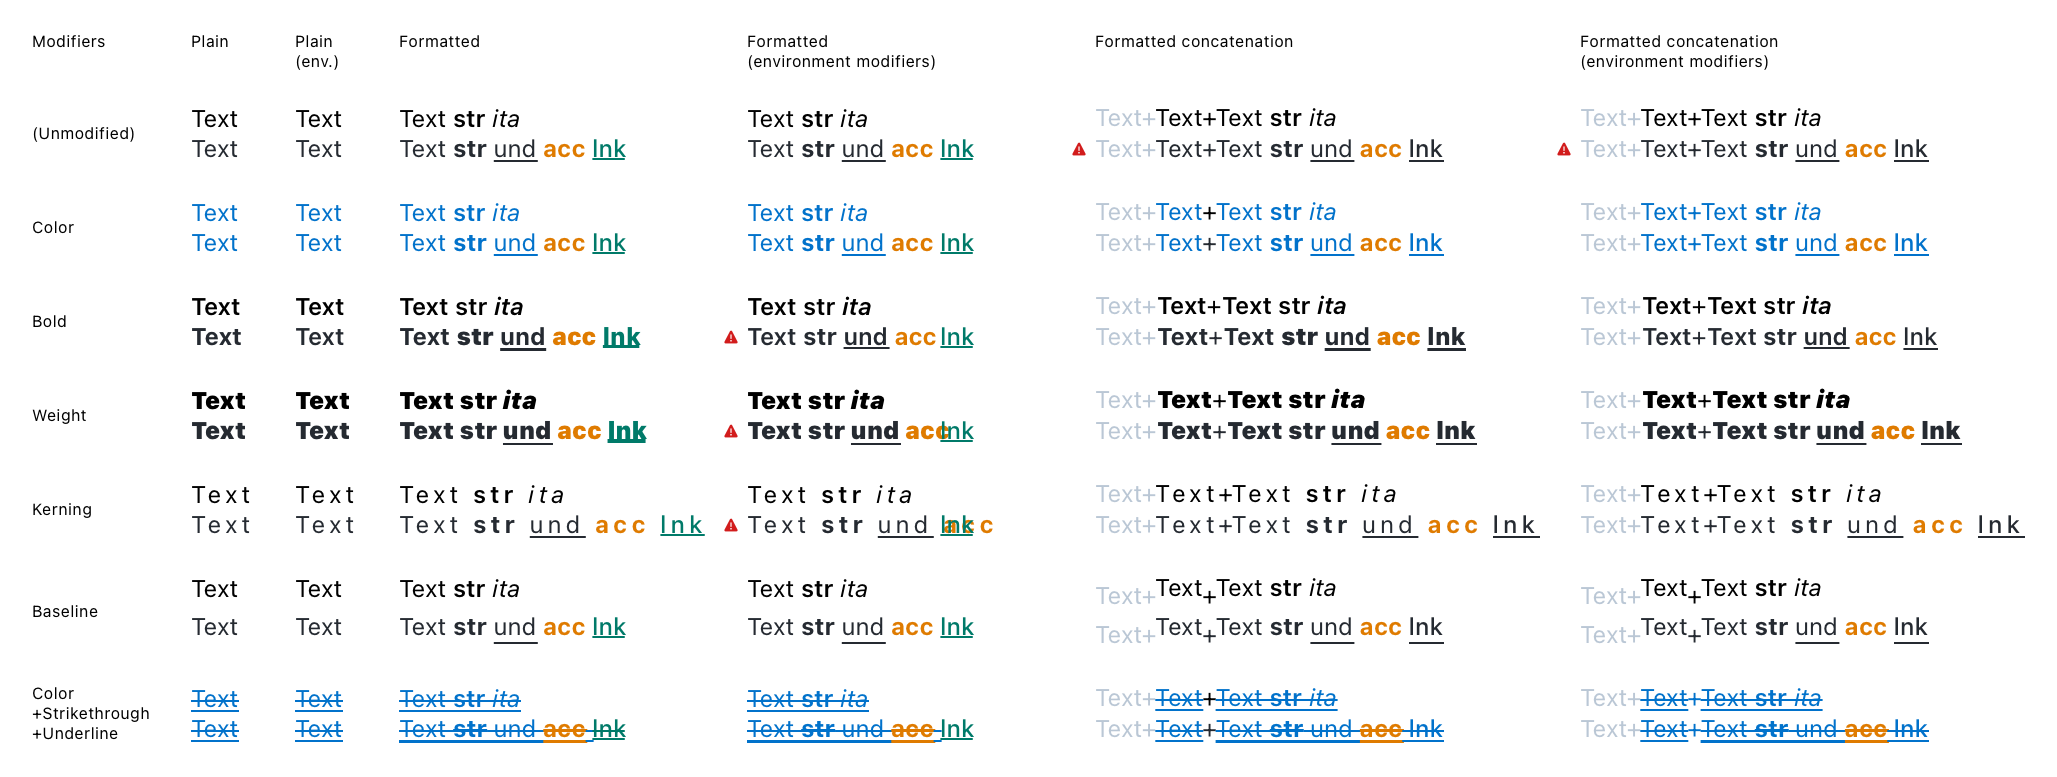 Modifiers Plain Plain Formatted Formatted Formatted concatenation Formatted concatenation
(env.) (environment modifiers) (environment modifiers)
Text Text Text str ita Text str ita Text+Text+Text str ita Text+Text+Text str ita
(Unmodified)
Text Text Text str und acc lnk Text str und acc lnk Text+Text+Text str und acc lnk Text+Text+Text str und acc lnk
Text Text Text str ita Text str ita Text+Text+Text str ita Text+Text+Text str ita
Color
Text Text Text str und acc lnk Text str und acc lnk Text+Text+Text str und acc lnk Text+Text+Text str und acc lnk
Text Text Text str ita Text str ita Text+Text+Text str ita Text+Text+Text str ita
Bold
Text Text Text str und acc lnk Text str und acc lnk Text+Text+Text str und acc lnk Text+Text+Text str und acc lnk
Text Text Text str ita Text str ita Text+Text+Text str ita Text+Text+Text str ita
Weight
Text Text Text str und acc lnk Text str und acc lnk Text+Text+Text str und acc lnk Text+Text+Text str und acc lnk
Text Text Text str ita Text str ita Text+Text+Text str ita Text+Text+Text str ita
Kerning
Text Text Text str und acc lnk Text str und acc lnk Text+Text+Text str und acc lnk Text+Text+Text str und acc lnk
Text Text Text str ita Text str ita Text+Text+Text str ita Text+Text+Text str ita
Baseline
Text Text Text str und acc lnk Text str und acc lnk Text+Text+Text str und acc lnk Text+Text+Text str und acc lnk
Color
Text Text Text str ita Text str ita Text+Text+Text str ita Text+Text+Text str ita
+Strikethrough
Text Text Text str und acc lnk Text str und acc lnk Text+Text+Text str und acc lnk Text+Text+Text str und acc lnk
+Underline